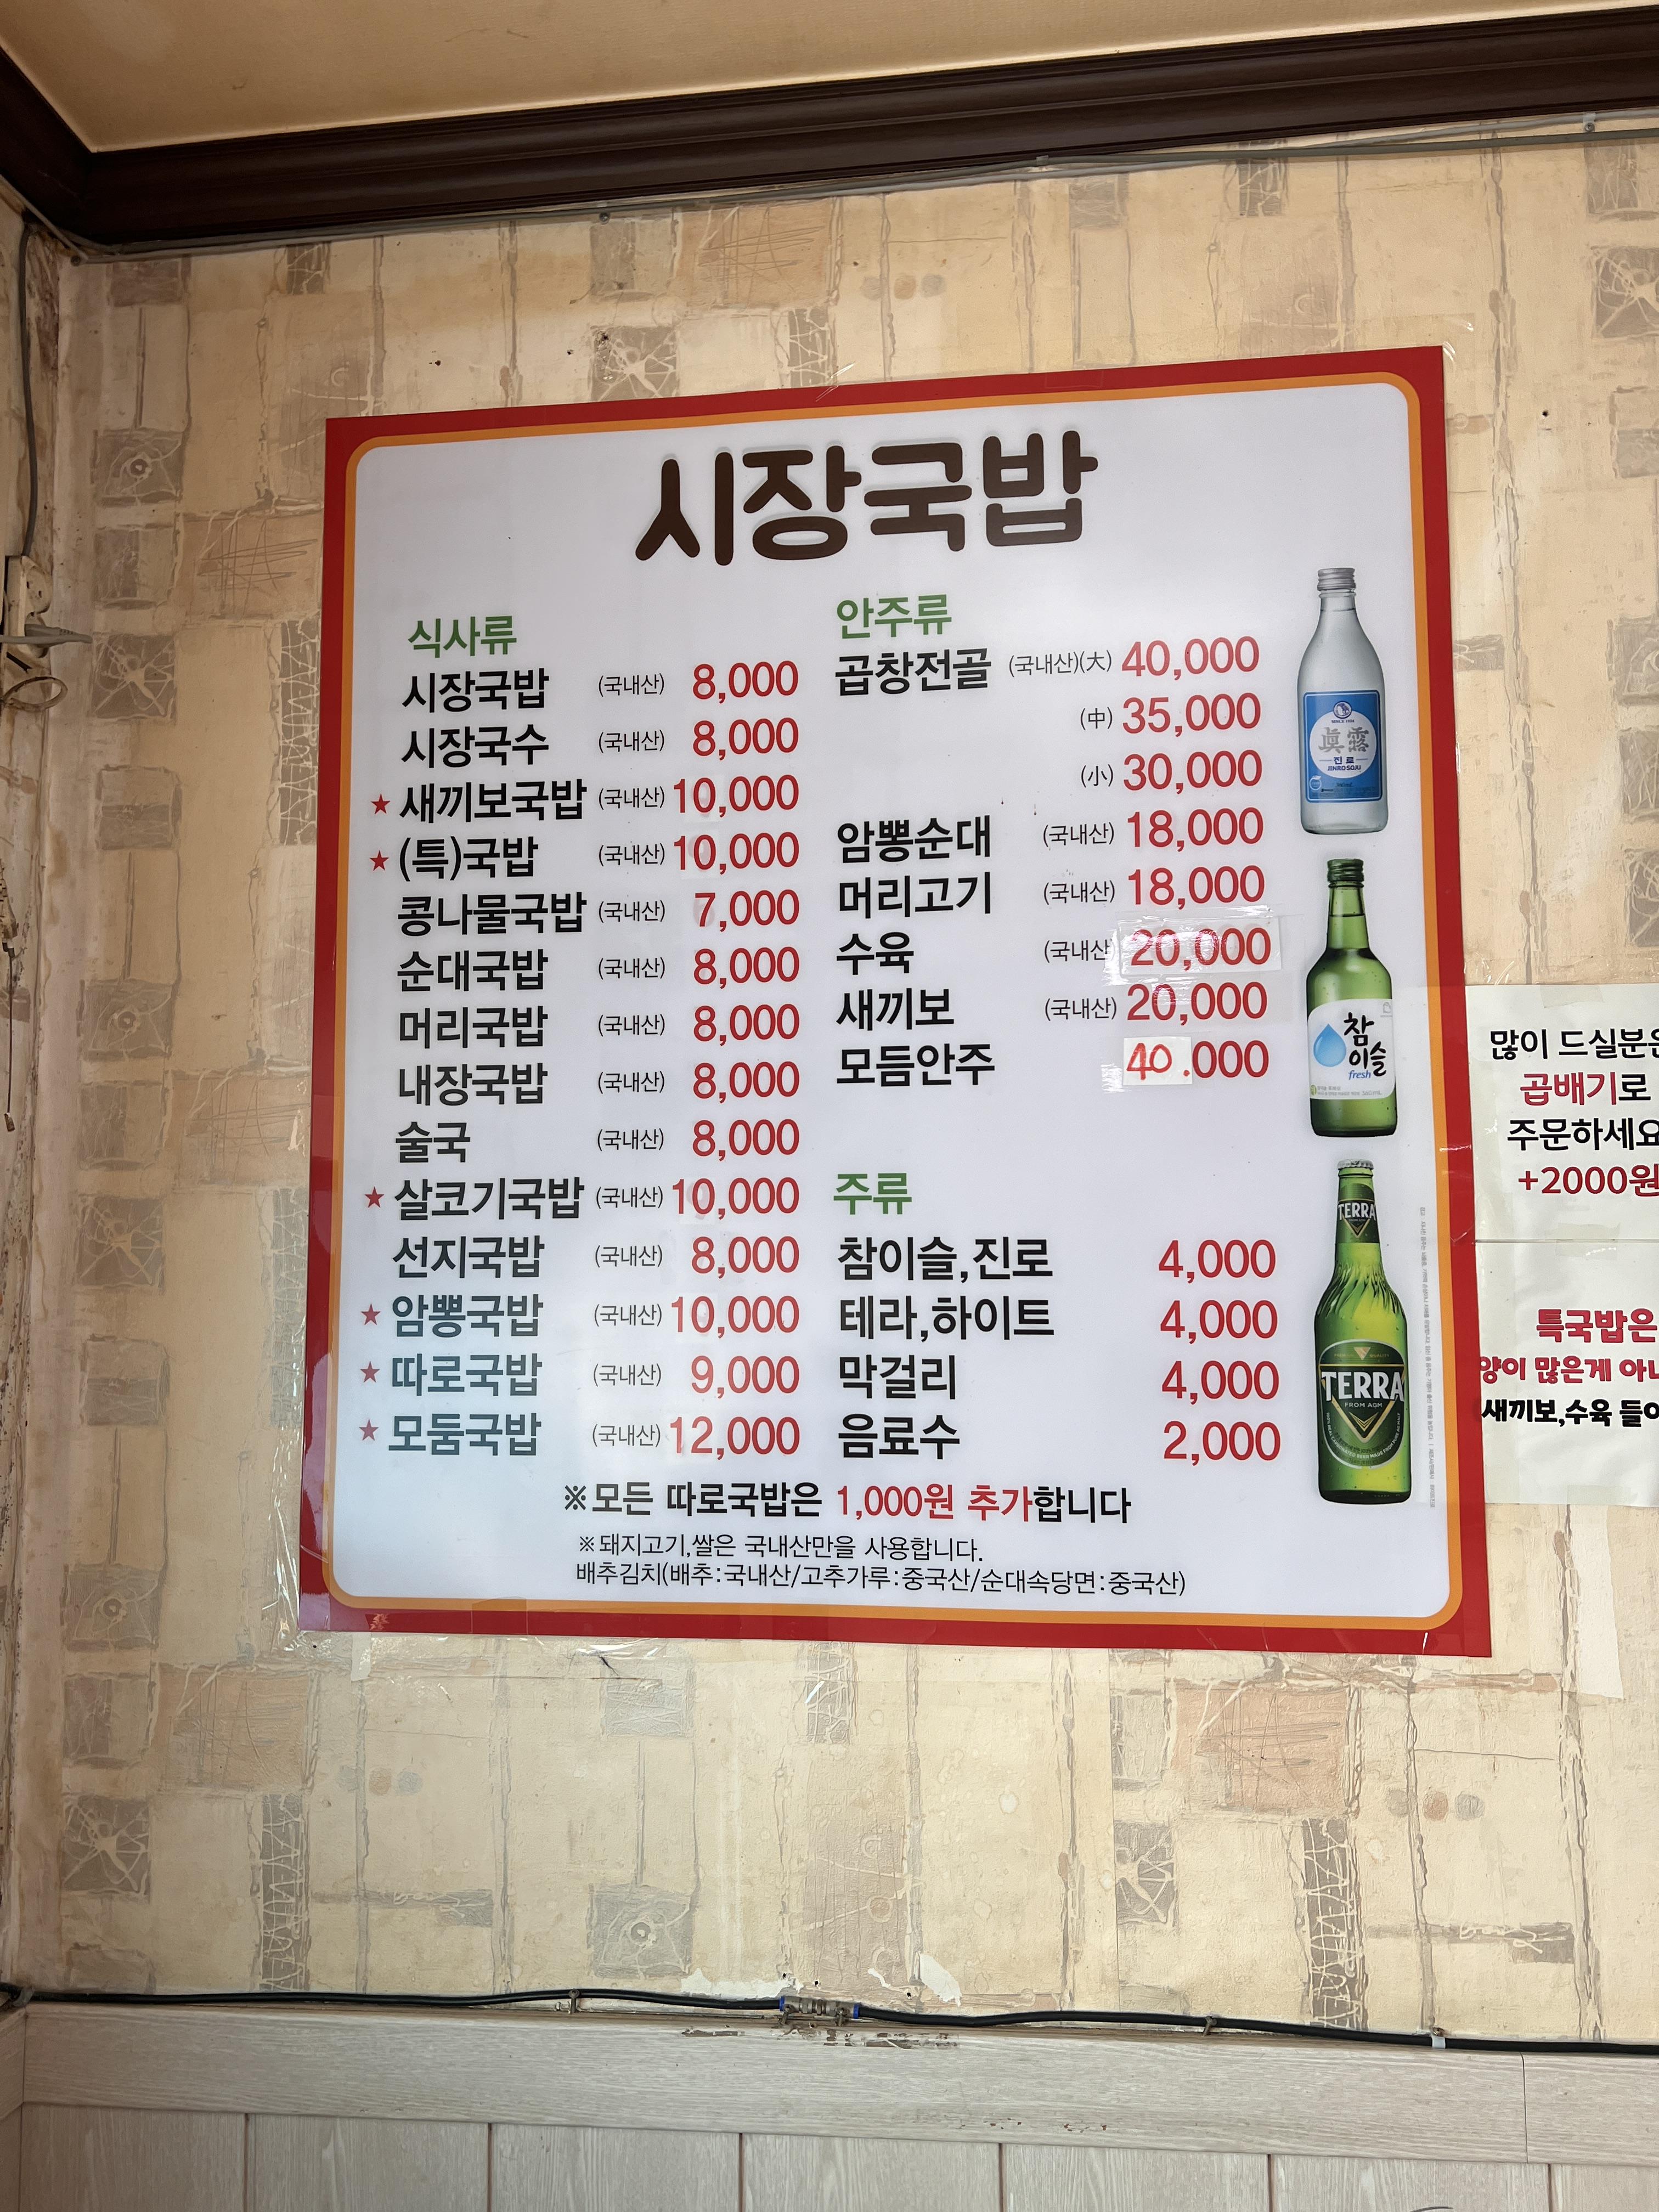 시장국밥
식사류
시장국밥 (국내산) 8,000
시장국수 (국내산) 8,000
★ 새끼보국밥 (국내산) 10,000
★ (특)국밥 (국내산) 10,000
콩나물국밥 (국내산) 7,000
순대국밥 (국내산) 8,000
머리국밥 (국내산) 8,000
내장국밥 (국내산) 8,000
술국 (국내산) 8,000
★ 살코기국밥 (국내산) 10,000
선지국밥 (국내산) 8,000
★ 암뽕국밥 (국내산) 10,000
★ 따로국밥 (국내산) 9,000
★ 모둠국밥 (국내산) 12,000
안주류
곱창전골 (국내산)(大) 40,000
(中) 35,000
(小) 30,000
암뽕순대 (국내산) 18,000
머리고기 (국내산) 18,000
수육 (국내산 20,000
새끼보 (국내산) 20,000
모듬안주 40.000
주류
참이슬,진로 4,000
테라,하이트 4,000
막걸리 4,000
음료수 2,000
※모든 따로국밥은 1,000원 추가합니다
※돼지고기,쌀은 국내산만을 사용합니다.
배추김치(배추:국내산/고추가루:중국산/순대속당면:중국산)
SINCE 1924
眞露
진로
JINRO SOJU
참
이슬
fresh
TERRA
TERRA
FROM AGM
많이 드실분은
곱배기로
주문하세요
+2000원
특국밥은
양이 많은게
새끼보,수육